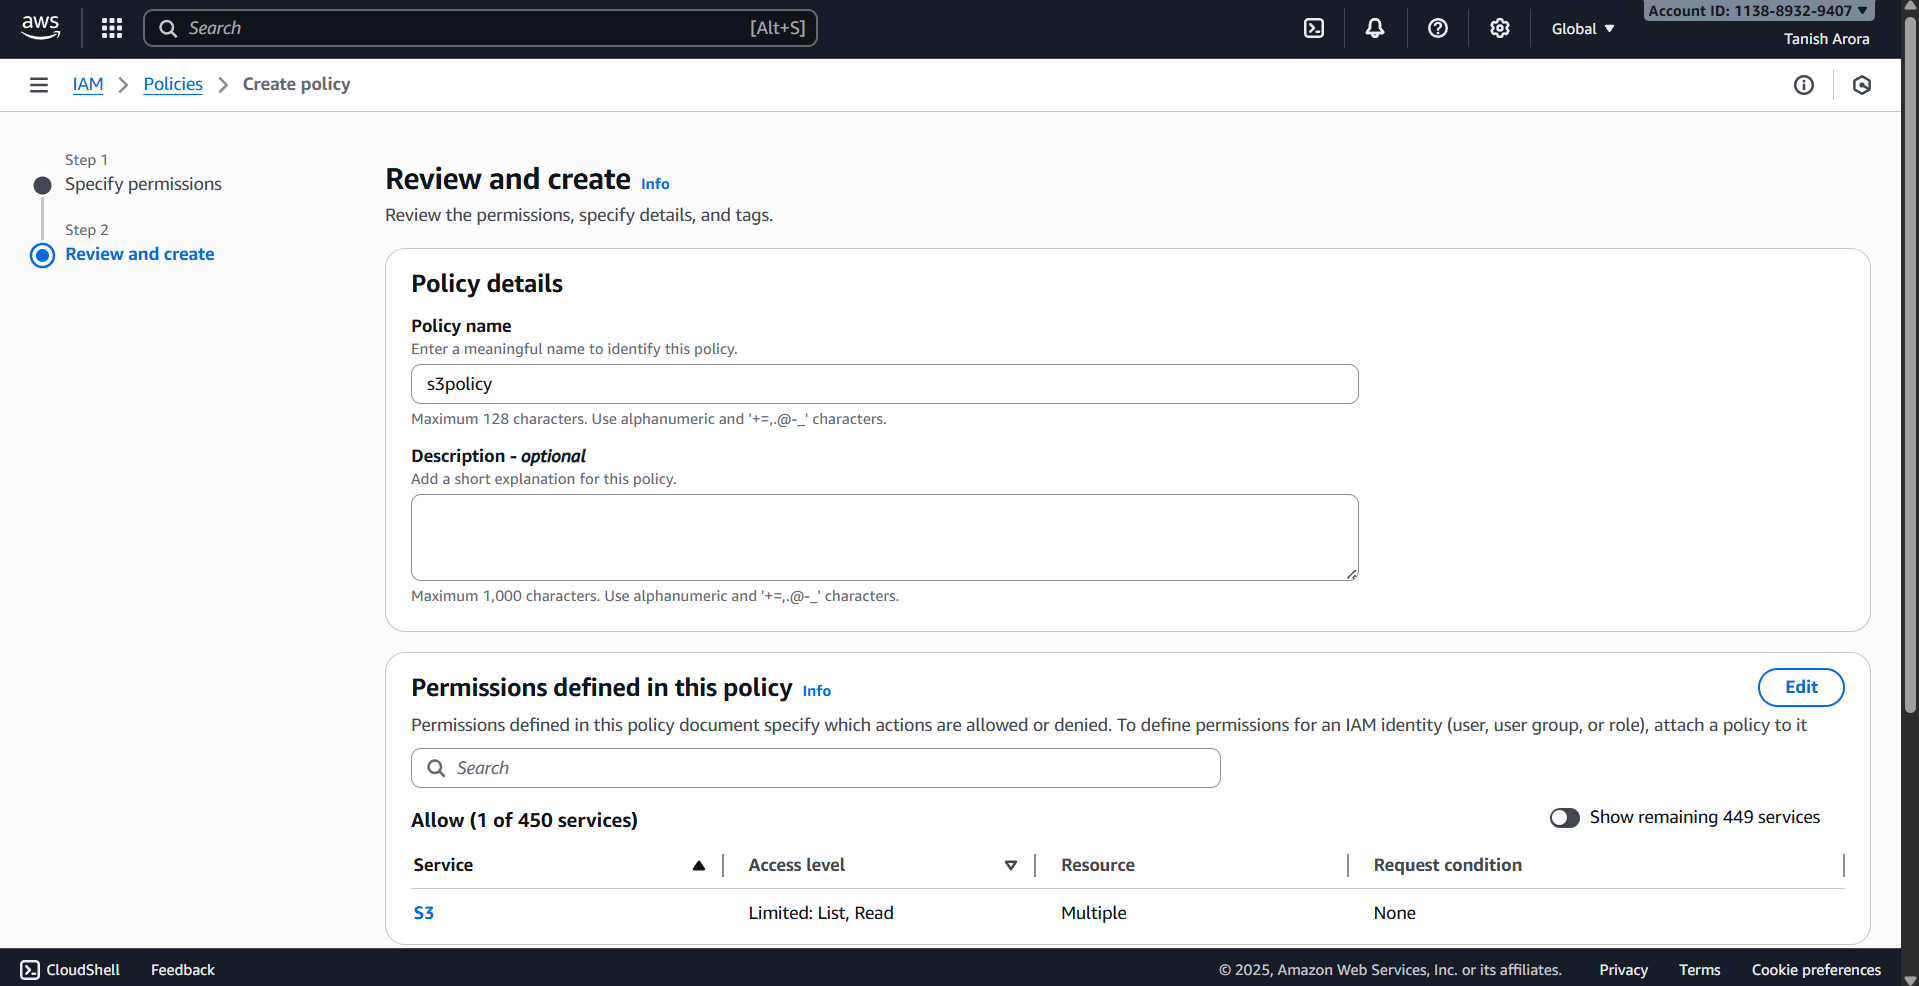 aws
Search
[Alt+S]
Global
Account ID: 1138-8932-9407
Tanish Arora
IAM
Policies
Create policy
Step 1
Specify permissions
Step 2
Review and create
Review and create Info
Review the permissions, specify details, and tags.
Policy details
Policy name
Enter a meaningful name to identify this policy.
s3policy
Maximum 128 characters. Use alphanumeric and '+=,.@-_' characters.
Description - optional
Add a short explanation for this policy.
Maximum 1,000 characters. Use alphanumeric and '+=,.@-_' characters.
Permissions defined in this policy Info
Edit
Permissions defined in this policy document specify which actions are allowed or denied. To define permissions for an IAM identity (user, user group, or role), attach a policy to it
Search
Allow (1 of 450 services)
Show remaining 449 services
Service
Access level
Resource
Request condition
S3
Limited: List, Read
Multiple
None
CloudShell
Feedback
© 2025, Amazon Web Services, Inc. or its affiliates.
Privacy
Terms
Cookie preferences